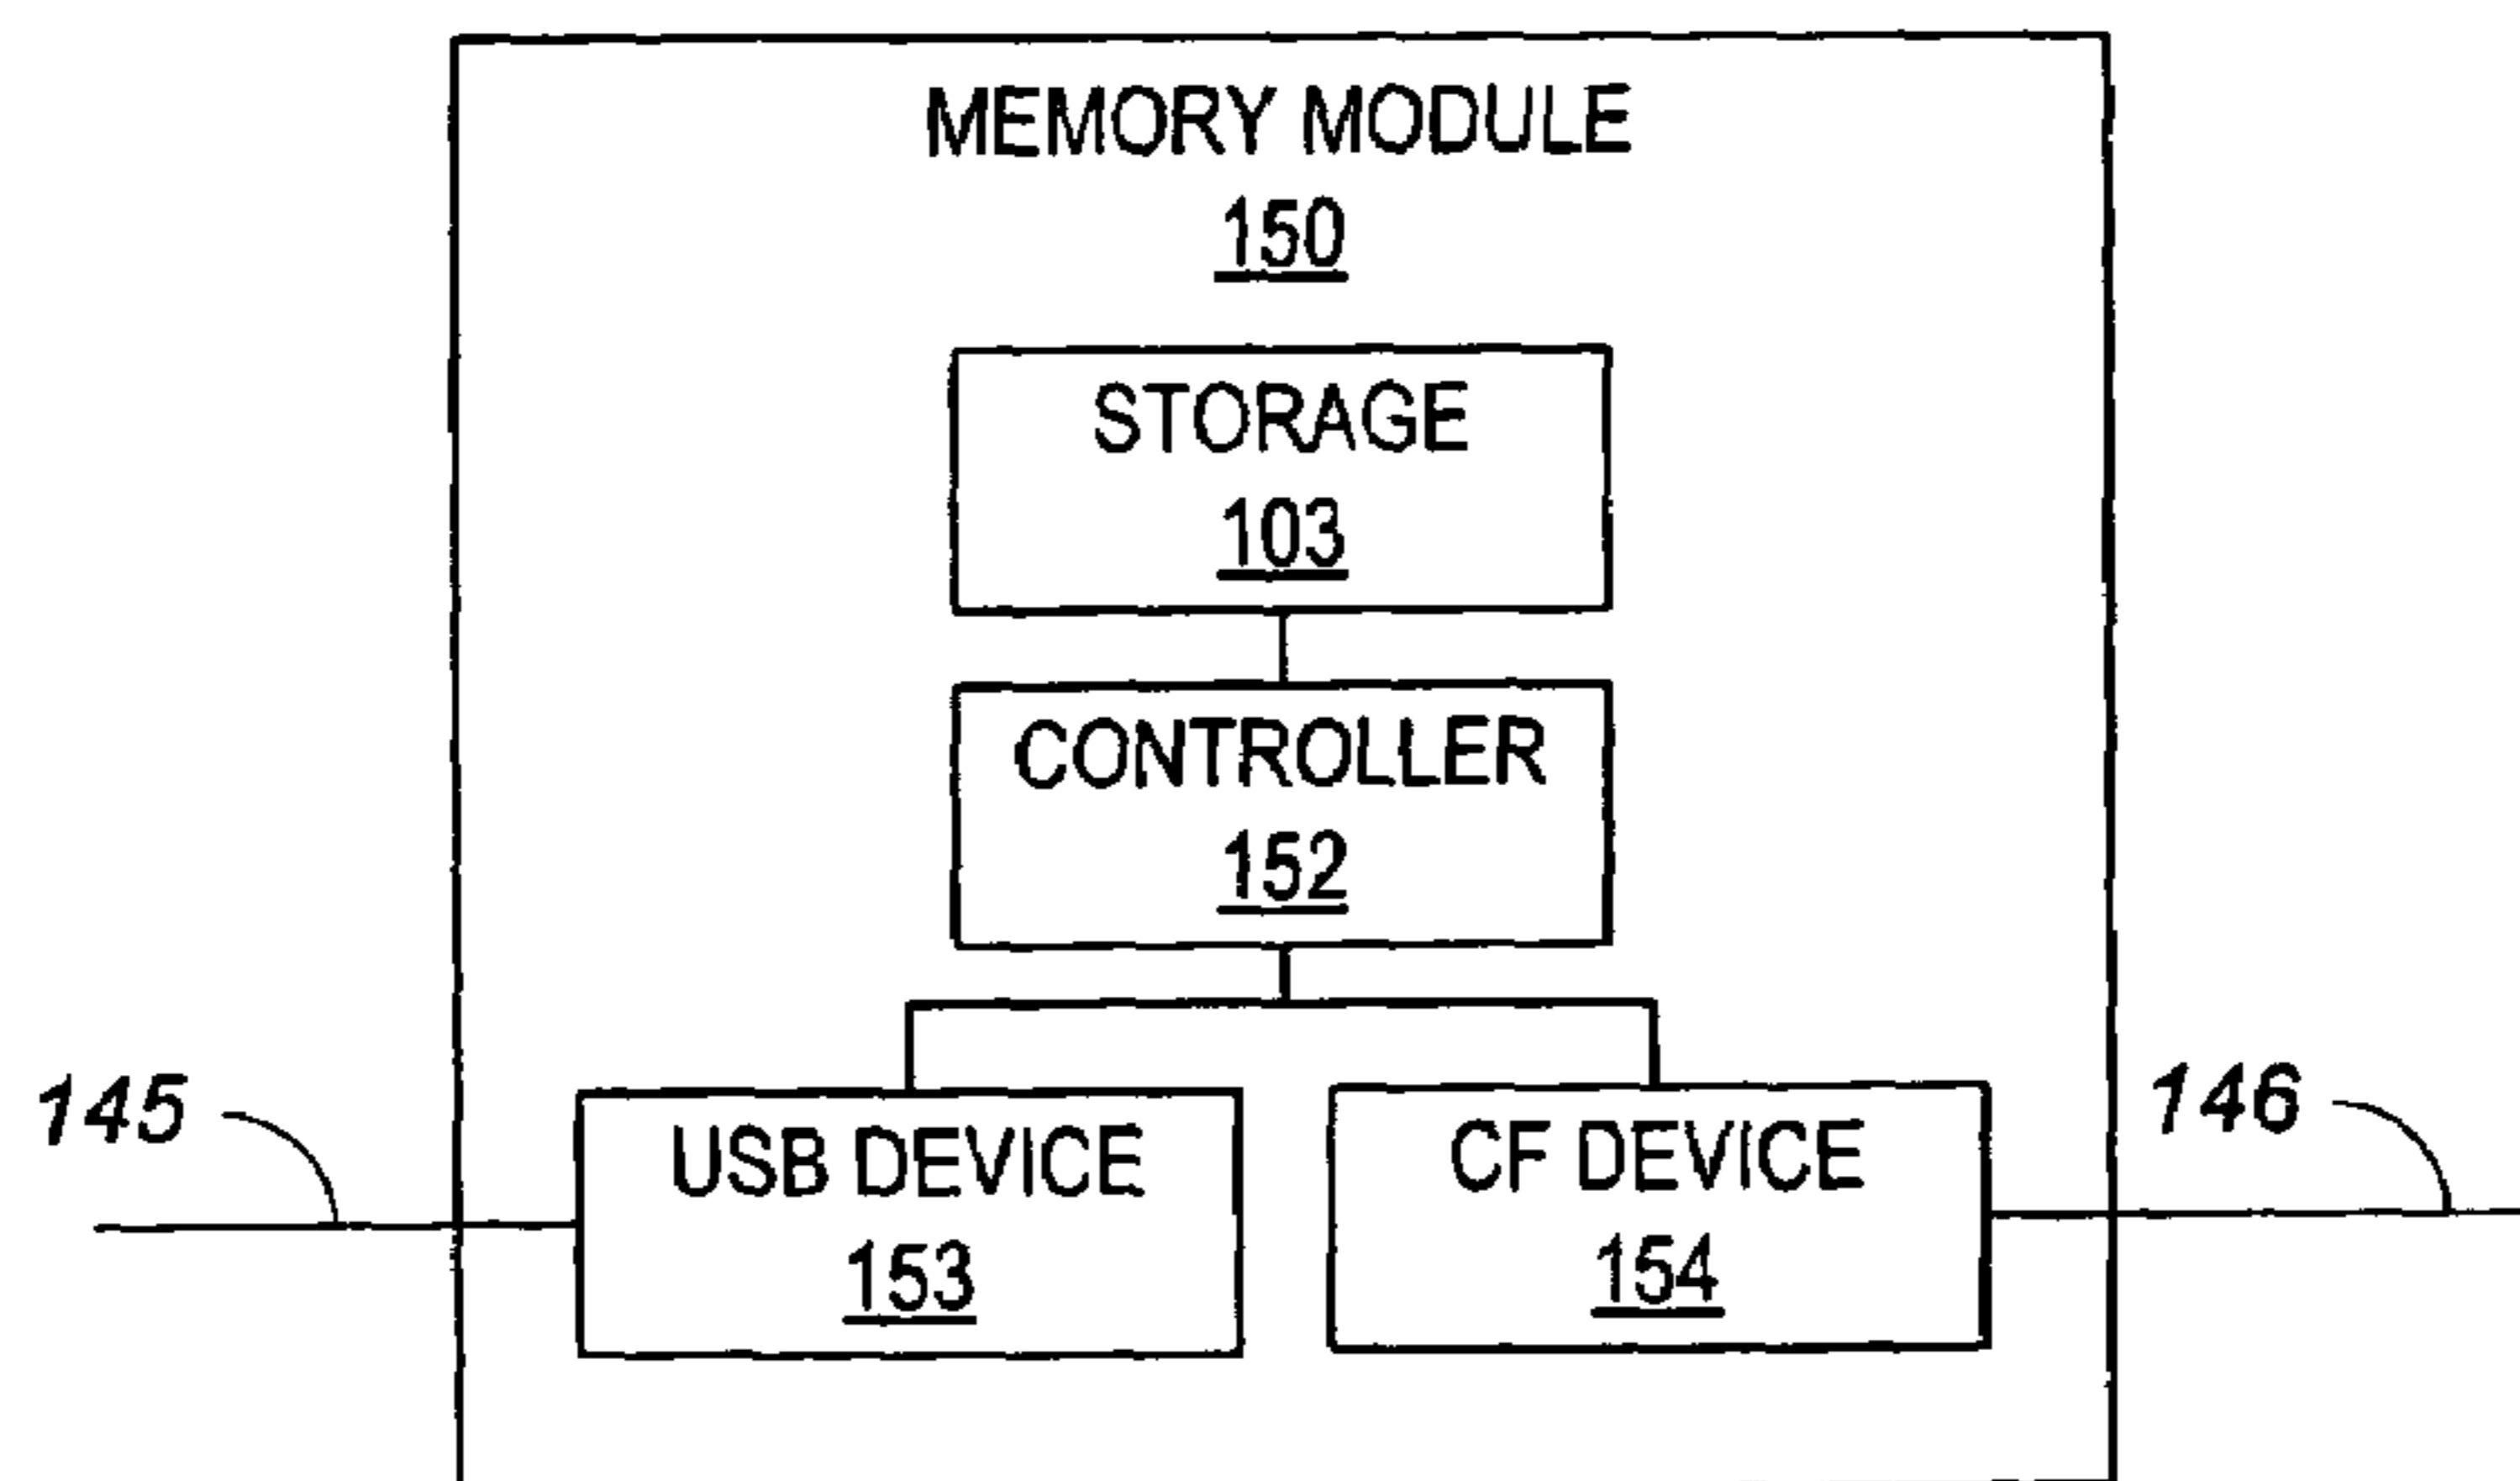 MEMORY MODULE
150
STORAGE
103
CONTROLLER
152
145
USB DEVICE
153
CF DEVICE
154
146